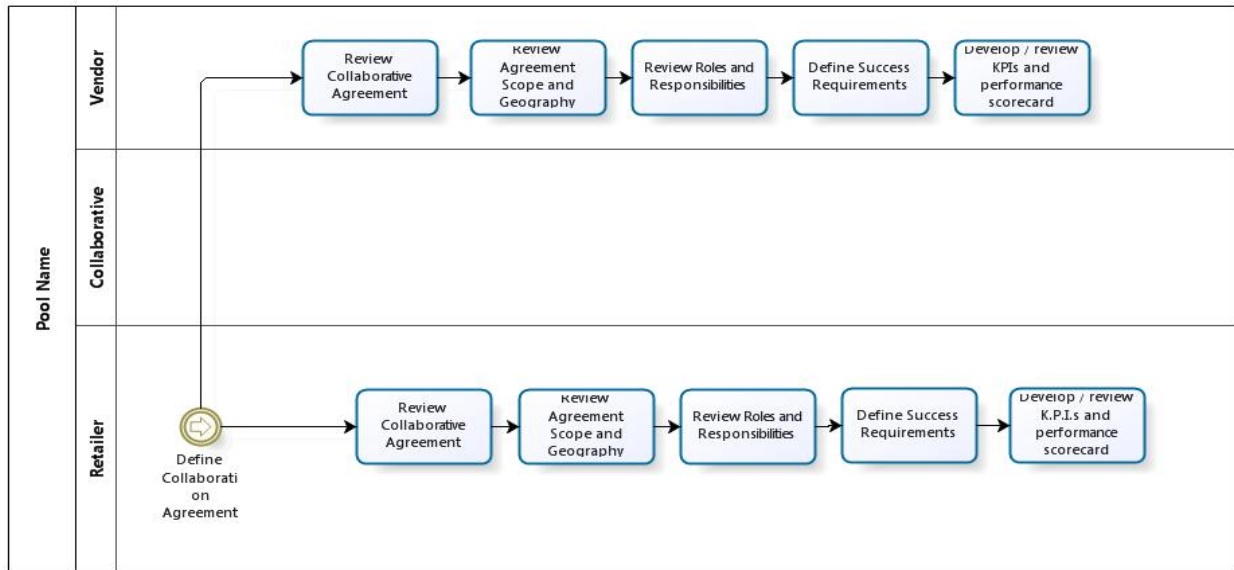 Pool Name
Vendor
Review
Collaborative
Agreement
Review
Agreement
Scope and
Geography
Review Roles and
Responsibilities
Define Success
Requirements
Develop / review
KPIs and
performance
scorecard
Collaborative
Retailer
Define
Collaborati
on
Agreement
Review
Collaborative
Agreement
Review
Agreement
Scope and
Geography
Review Roles and
Responsibilities
Define Success
Requirements
Develop / review
K.P.I.s and
performance
scorecard